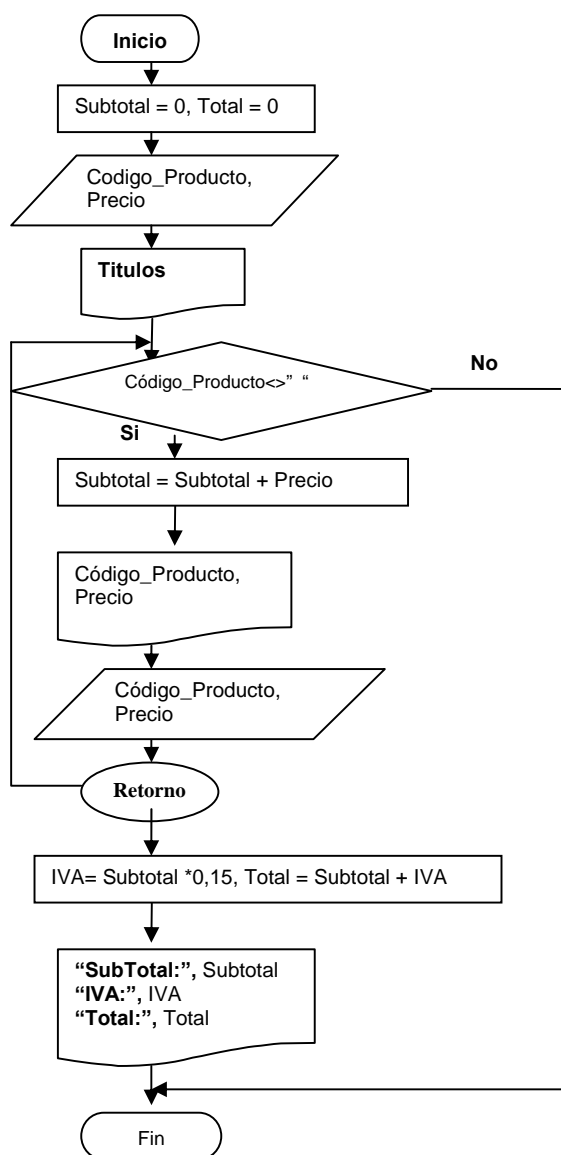 Inicio
Subtotal = 0, Total = 0
Codigo_Producto,
Precio
Titulos
Código_Producto<>” “
No
Si
Subtotal = Subtotal + Precio
Código_Producto,
Precio
Código_Producto,
Precio
Retorno
IVA= Subtotal *0,15, Total = Subtotal + IVA
“SubTotal:”, Subtotal
“IVA:”, IVA
“Total:”, Total
Fin